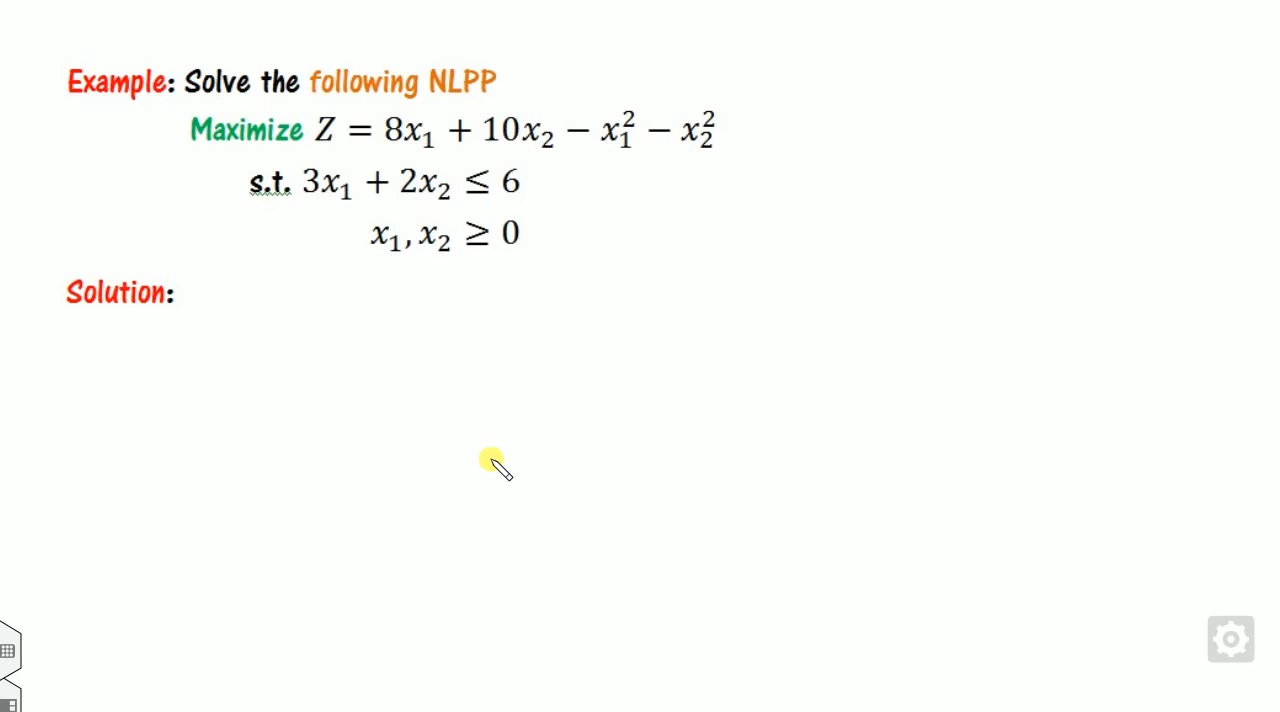 Example: Solve the following NLPP
Maximize Z = 8x₁ + 10x₂ − x₁² − x₂²
s.t. 3x₁ + 2x₂ ≤ 6
x₁, x₂ ≥ 0
Solution: